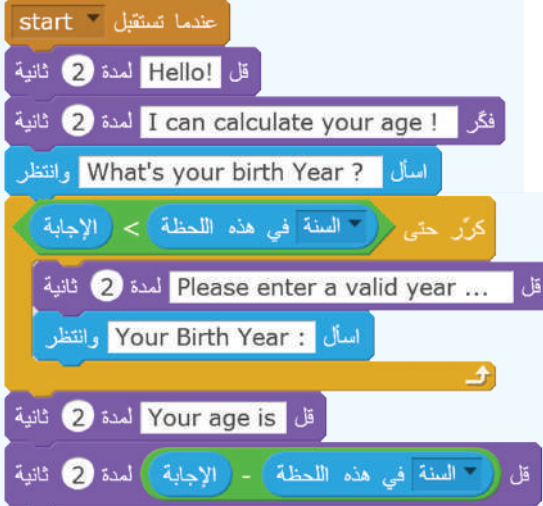 عندما تستقبل start
قل Hello! لمدة 2 ثانية
فكّر I can calculate your age ! لمدة 2 ثانية
اسأل What's your birth Year ? وانتظر
كرّر حتى السنة في هذه اللحظة > الإجابة
قل Please enter a valid year ... لمدة 2 ثانية
اسأل Your Birth Year : وانتظر
قل Your age is لمدة 2 ثانية
قل السنة في هذه اللحظة - الإجابة لمدة 2 ثانية